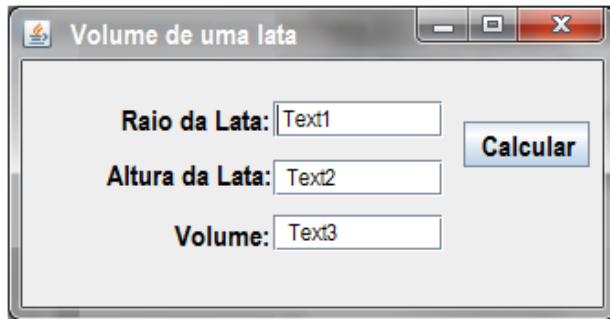 Volume de uma lata
Raio da Lata: Text1
Calcular
Altura da Lata: Text2
Volume: Text3